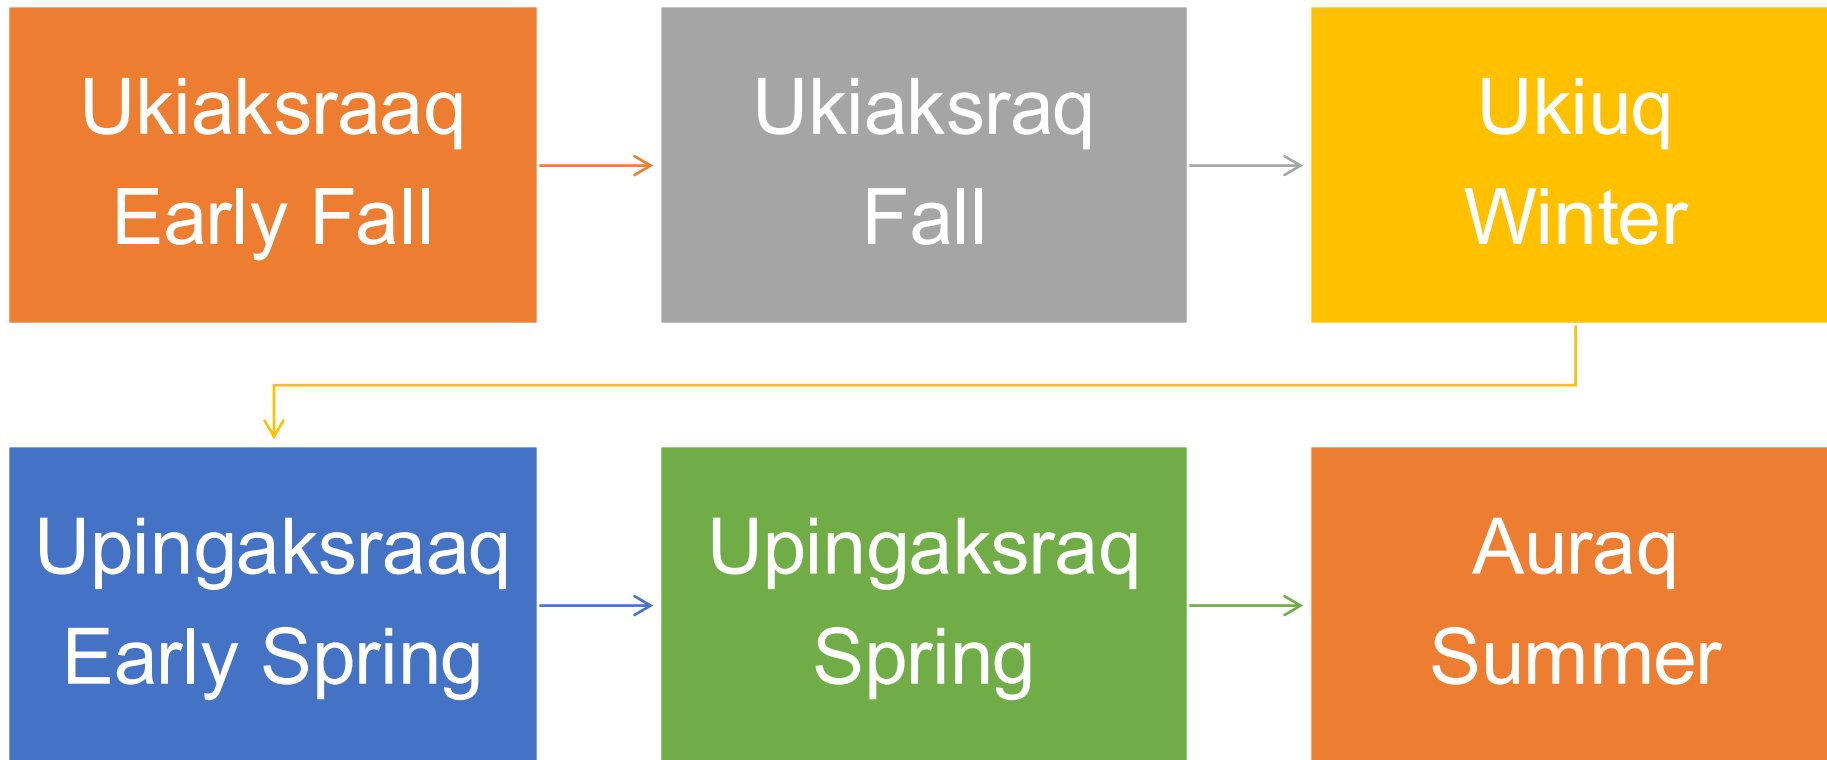 Ukiaksraaq
Early Fall
Ukiaksraq
Fall
Ukiuq
Winter
Upingaksraaq
Early Spring
Upingaksraq
Spring
Auraq
Summer